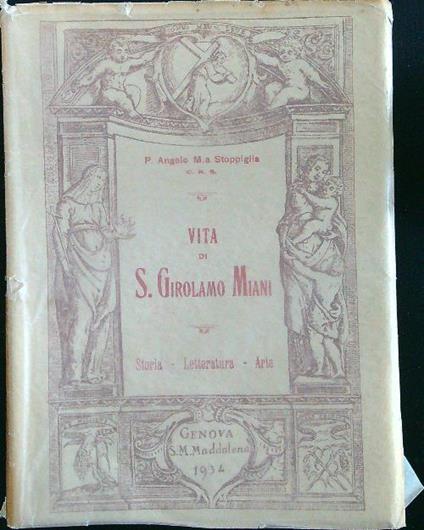 P. Angelo M.a Stoppiglia
C. R. S.
VITA
DI
S. GIROLAMO MIANI
Storia - Letteratura - Arte
GENOVA
S. M. Maddalena
1934